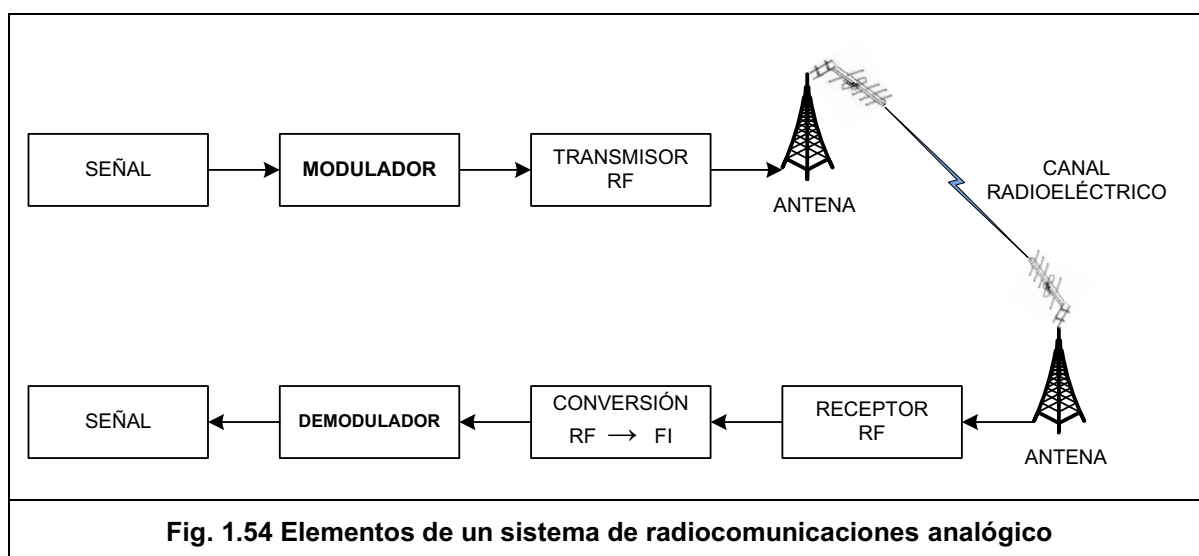 SEÑAL
MODULADOR
TRANSMISOR
RF
ANTENA
CANAL
RADIOELÉCTRICO
SEÑAL
DEMODULADOR
CONVERSIÓN
RF → FI
RECEPTOR
RF
ANTENA
Fig. 1.54 Elementos de un sistema de radiocomunicaciones analógico